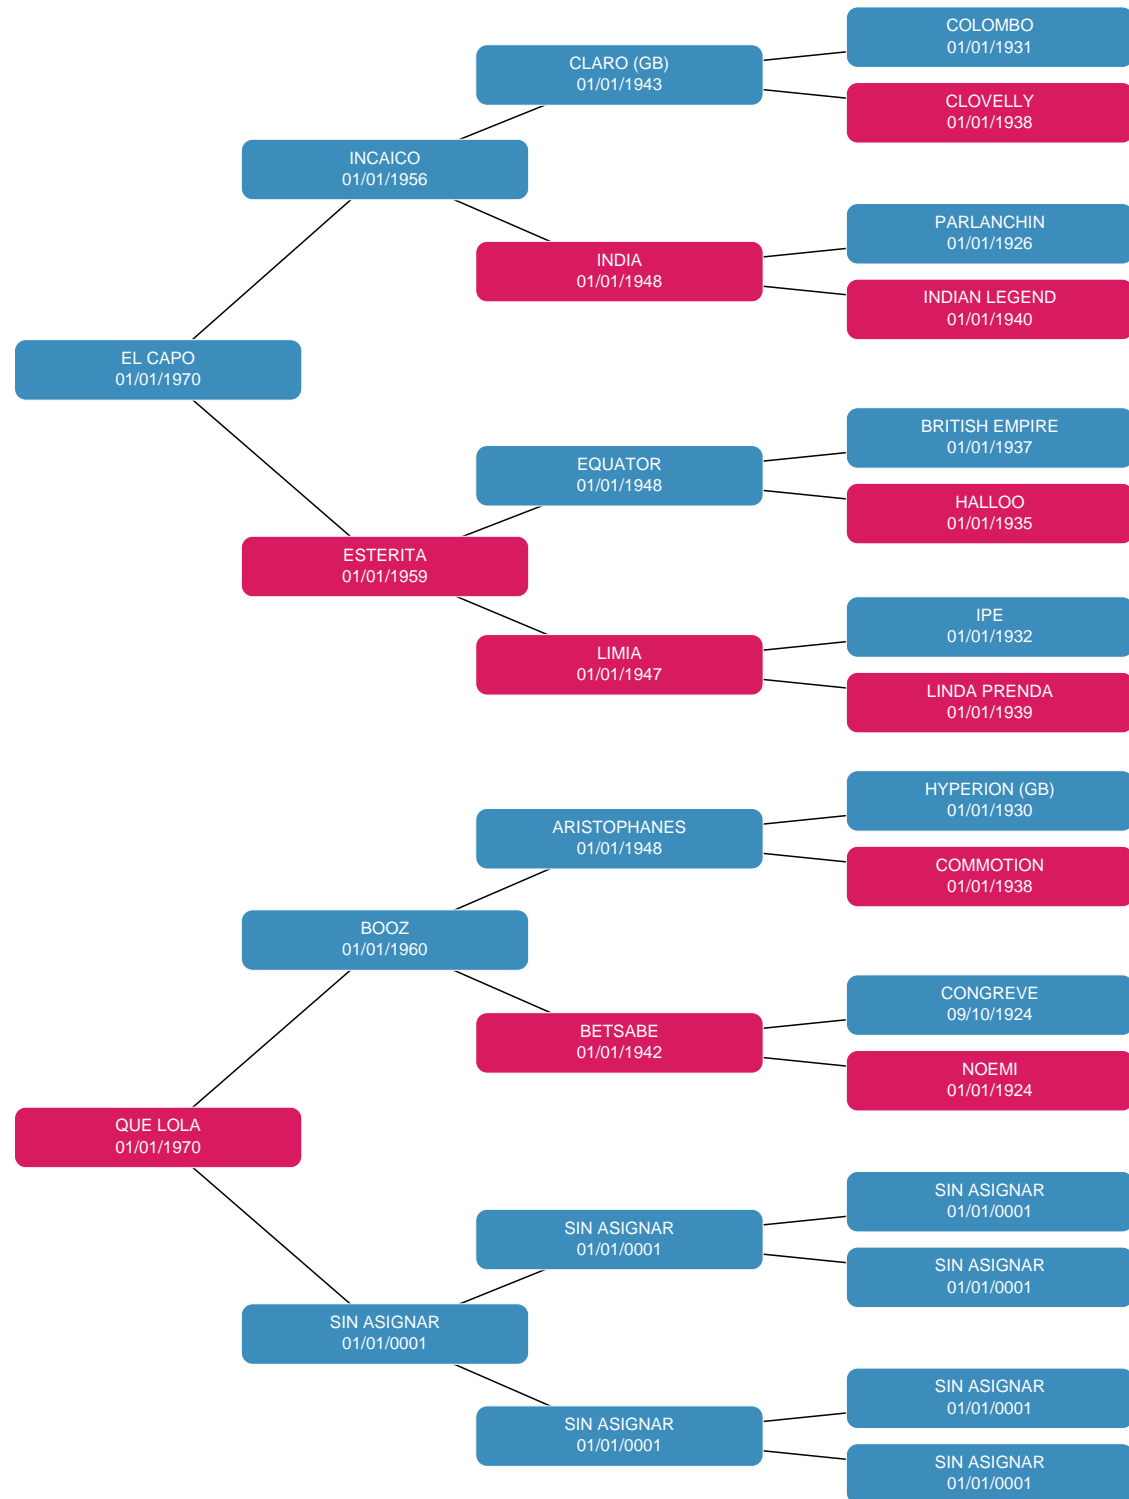 COLOMBO
01/01/1931
CLARO (GB)
01/01/1943
CLOVELLY
01/01/1938
INCAICO
01/01/1956
PARLANCHIN
01/01/1926
INDIA
01/01/1948
INDIAN LEGEND
01/01/1940
EL CAPO
01/01/1970
BRITISH EMPIRE
01/01/1937
EQUATOR
01/01/1948
HALLOO
01/01/1935
ESTERITA
01/01/1959
IPE
01/01/1932
LIMIA
01/01/1947
LINDA PRENDA
01/01/1939
HYPERION (GB)
01/01/1930
ARISTOPHANES
01/01/1948
COMMOTION
01/01/1938
BOOZ
01/01/1960
CONGREVE
09/10/1924
BETSABE
01/01/1942
NOEMI
01/01/1924
QUE LOLA
01/01/1970
SIN ASIGNAR
01/01/0001
SIN ASIGNAR
01/01/0001
SIN ASIGNAR
01/01/0001
SIN ASIGNAR
01/01/0001
SIN ASIGNAR
01/01/0001
SIN ASIGNAR
01/01/0001
SIN ASIGNAR
01/01/0001